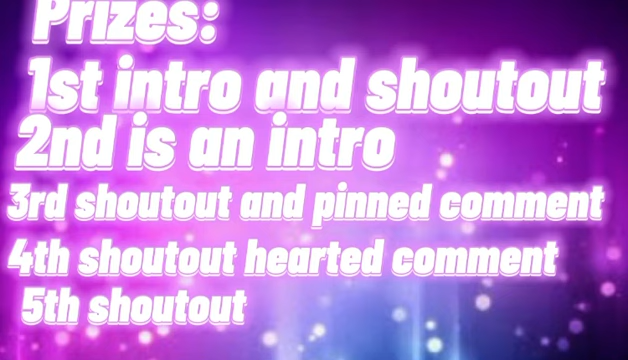 Prizes:
1st intro and shoutout
2nd is an intro
3rd shoutout and pinned comment
4th shoutout hearted comment
5th shoutout